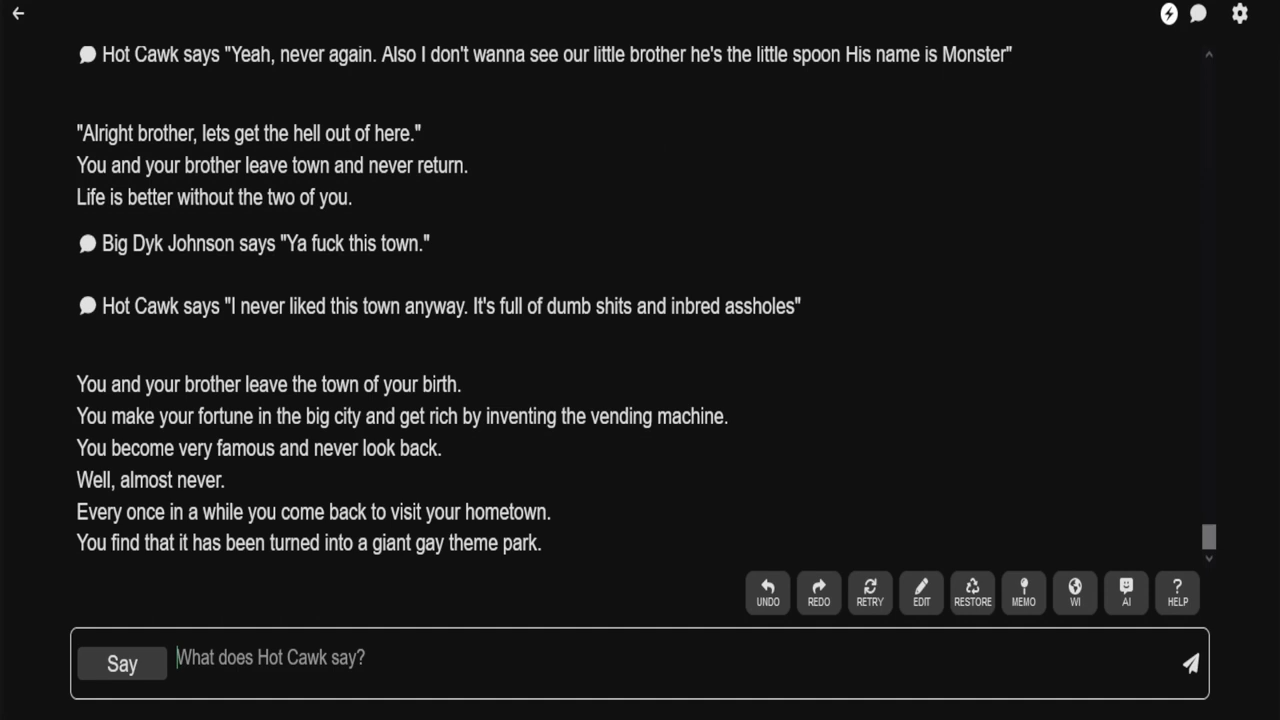 Hot Cawk says "Yeah, never again. Also I don't wanna see our little brother he's the little spoon His name is Monster"
"Alright brother, lets get the hell out of here."
You and your brother leave town and never return.
Life is better without the two of you.
Big Dyk Johnson says "Ya fuck this town."
Hot Cawk says "I never liked this town anyway. It's full of dumb shits and inbred assholes"
You and your brother leave the town of your birth.
You make your fortune in the big city and get rich by inventing the vending machine.
You become very famous and never look back.
Well, almost never.
Every once in a while you come back to visit your hometown.
You find that it has been turned into a giant gay theme park.
UNDO REDO RETRY EDIT RESTORE MEMO WI AI HELP
Say What does Hot Cawk say?